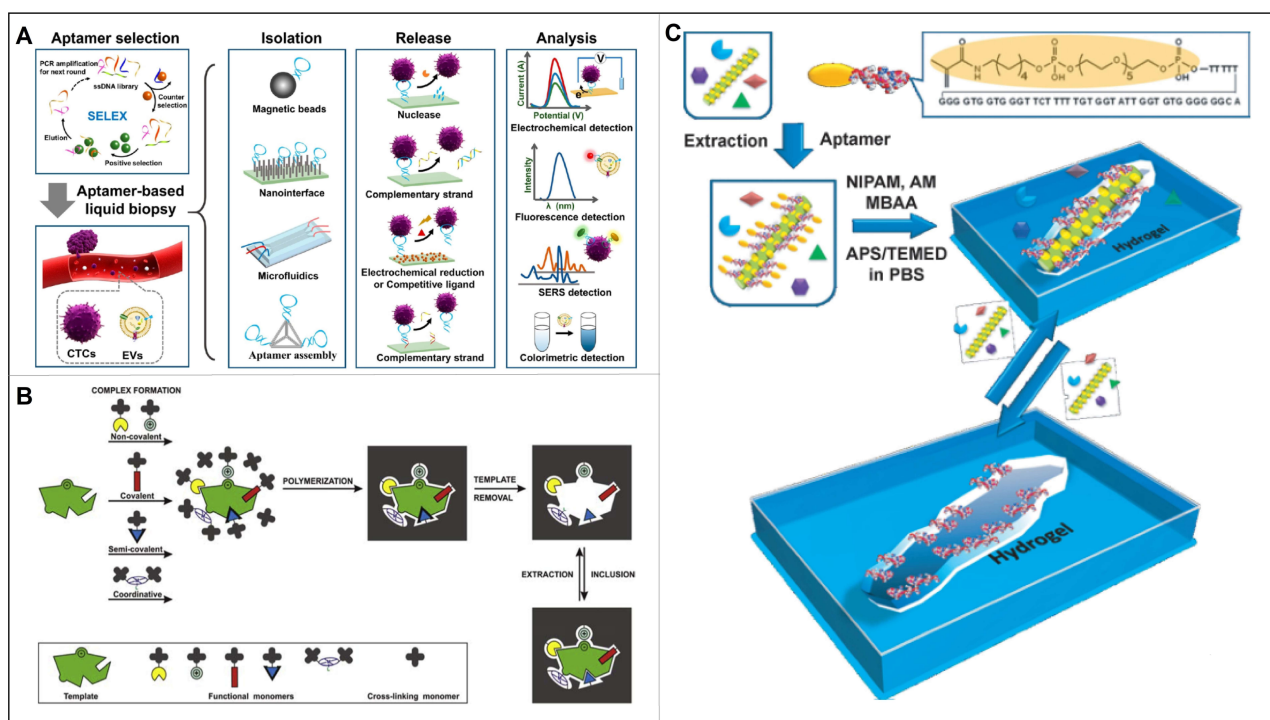 A
Aptamer selection
PCR amplification
for next round
ssDNA library
Counter
selection
SELEX
Elution
Positive selection
Aptamer-based
liquid biopsy
CTCs
EVs
Isolation
Magnetic beads
Nanointerface
Microfluidics
Aptamer assembly
Release
Nuclease
Complementary strand
Electrochemical reduction
or Competitive ligand
Complementary strand
Analysis
Current (A)
V
e
Potential (V)
Electrochemical detection
Intensity
λ (nm)
Fluorescence detection
SERS detection
Colorimetric detection
B
COMPLEX FORMATION
Non-covalent
Covalent
Semi-covalent
Coordinative
POLYMERIZATION
TEMPLATE
REMOVAL
EXTRACTION
INCLUSION
Template
Functional monomers
Cross-linking monomer
C
O
N
H
4
O
O
P
OH
O
O
5
O
O
P
OH
O
TTTTT
GGG GTG GTG GGT TCT TTT TGT GGT ATT GGT GTG GGG GGC A
Extraction
Aptamer
NIPAM, AM
MBAA
APS/TEMED
in PBS
Hydrogel
Hydrogel